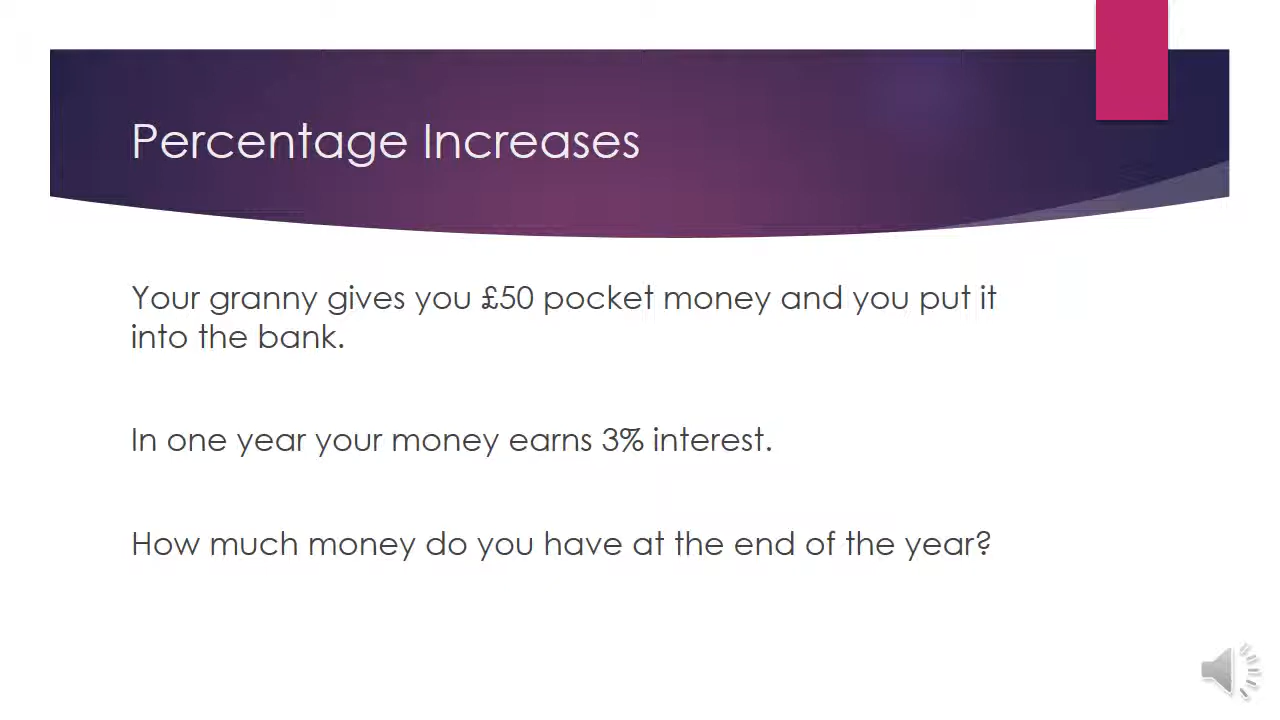 Percentage Increases
Your granny gives you £50 pocket money and you put it
into the bank.
In one year your money earns 3% interest.
How much money do you have at the end of the year?